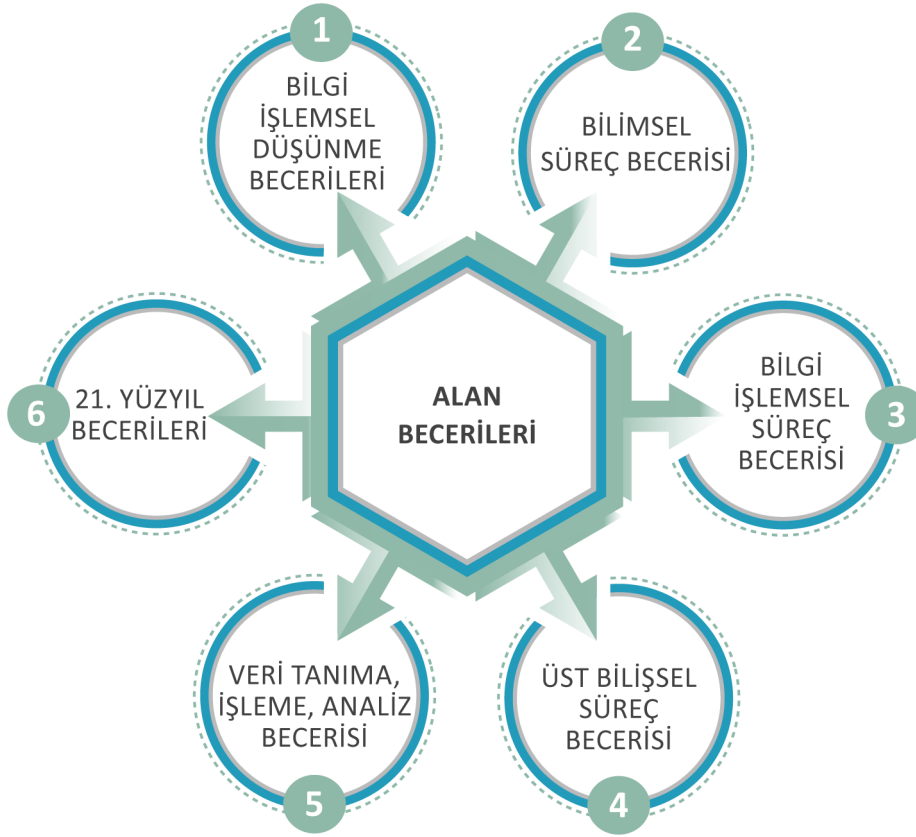 1
BİLGİ
İŞLEMSEL
DÜŞÜNME
BECERİLERİ
2
BİLİMSEL
SÜREÇ BECERİSİ
3
BİLGİ
İŞLEMSEL
SÜREÇ
BECERİSİ
4
ÜST BİLİŞSEL
SÜREÇ
BECERİSİ
5
VERİ TANIMA,
İŞLEME, ANALİZ
BECERİSİ
6
21. YÜZYIL
BECERİLERİ
ALAN
BECERİLERİ